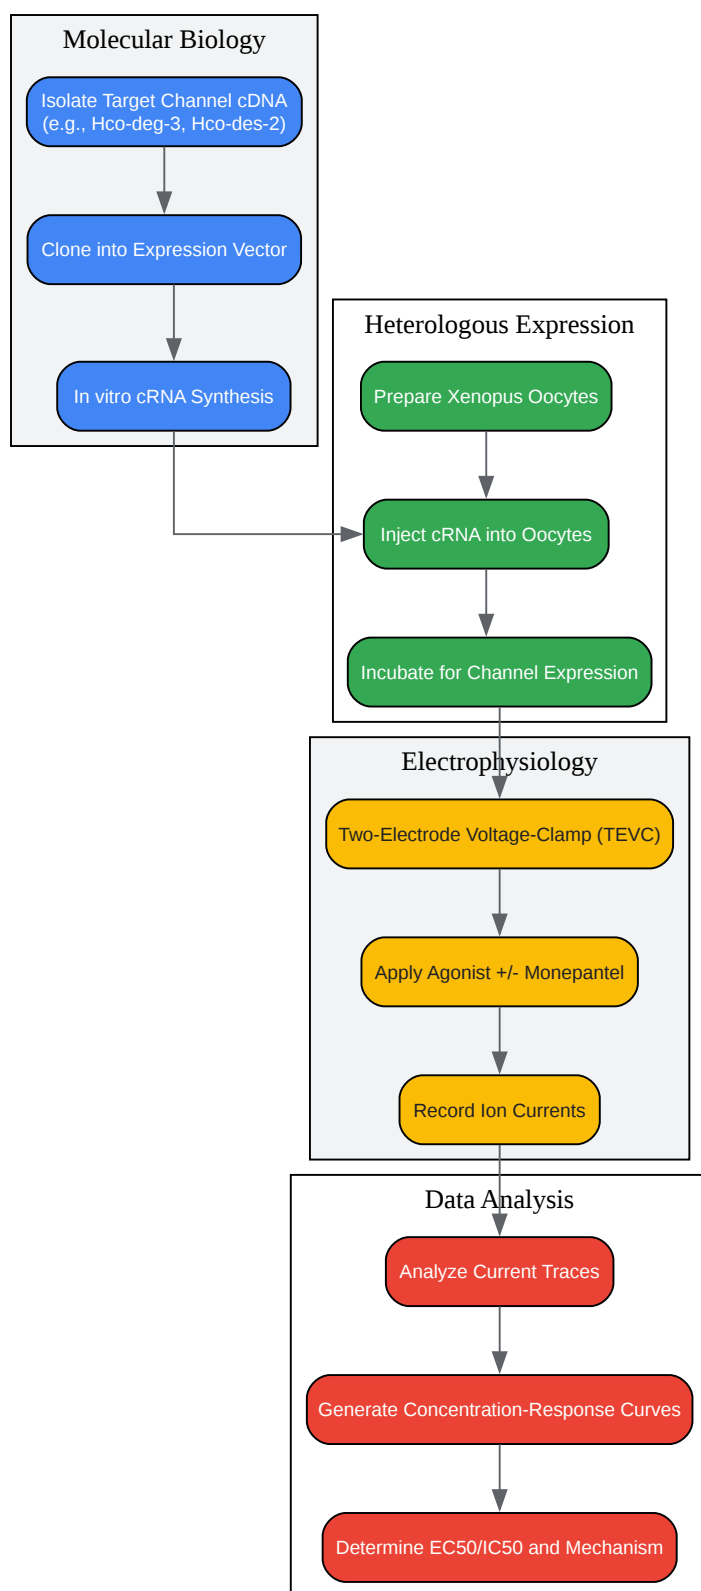 Molecular Biology
Isolate Target Channel cDNA
(e.g., Hco-deg-3, Hco-des-2)
Clone into Expression Vector
In vitro cRNA Synthesis
Heterologous Expression
Prepare Xenopus Oocytes
Inject cRNA into Oocytes
Incubate for Channel Expression
Electrophysiology
Two-Electrode Voltage-Clamp (TEVC)
Apply Agonist +/- Monepantel
Record Ion Currents
Data Analysis
Analyze Current Traces
Generate Concentration-Response Curves
Determine EC50/IC50 and Mechanism